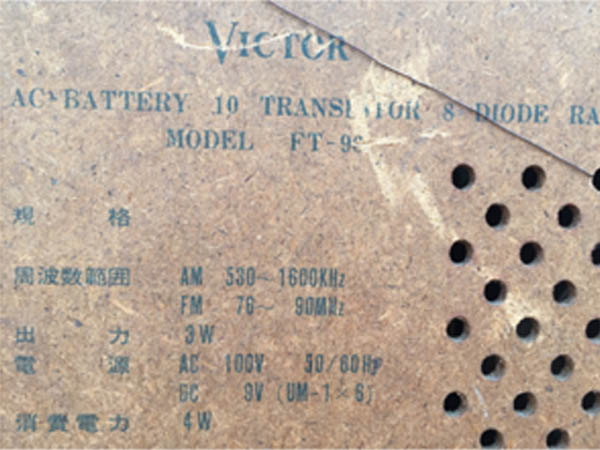 VICTOR
AC BATTERY 10 TRANSISTOR 8 DIODE RA
MODEL FT-9
規格
周波数範囲 AM 530~1600KHz
FM 76~ 90MHz
出力 3W
電源 AC 100V 50/60Hz
DC 9V (UM-1×6)
消費電力 4W